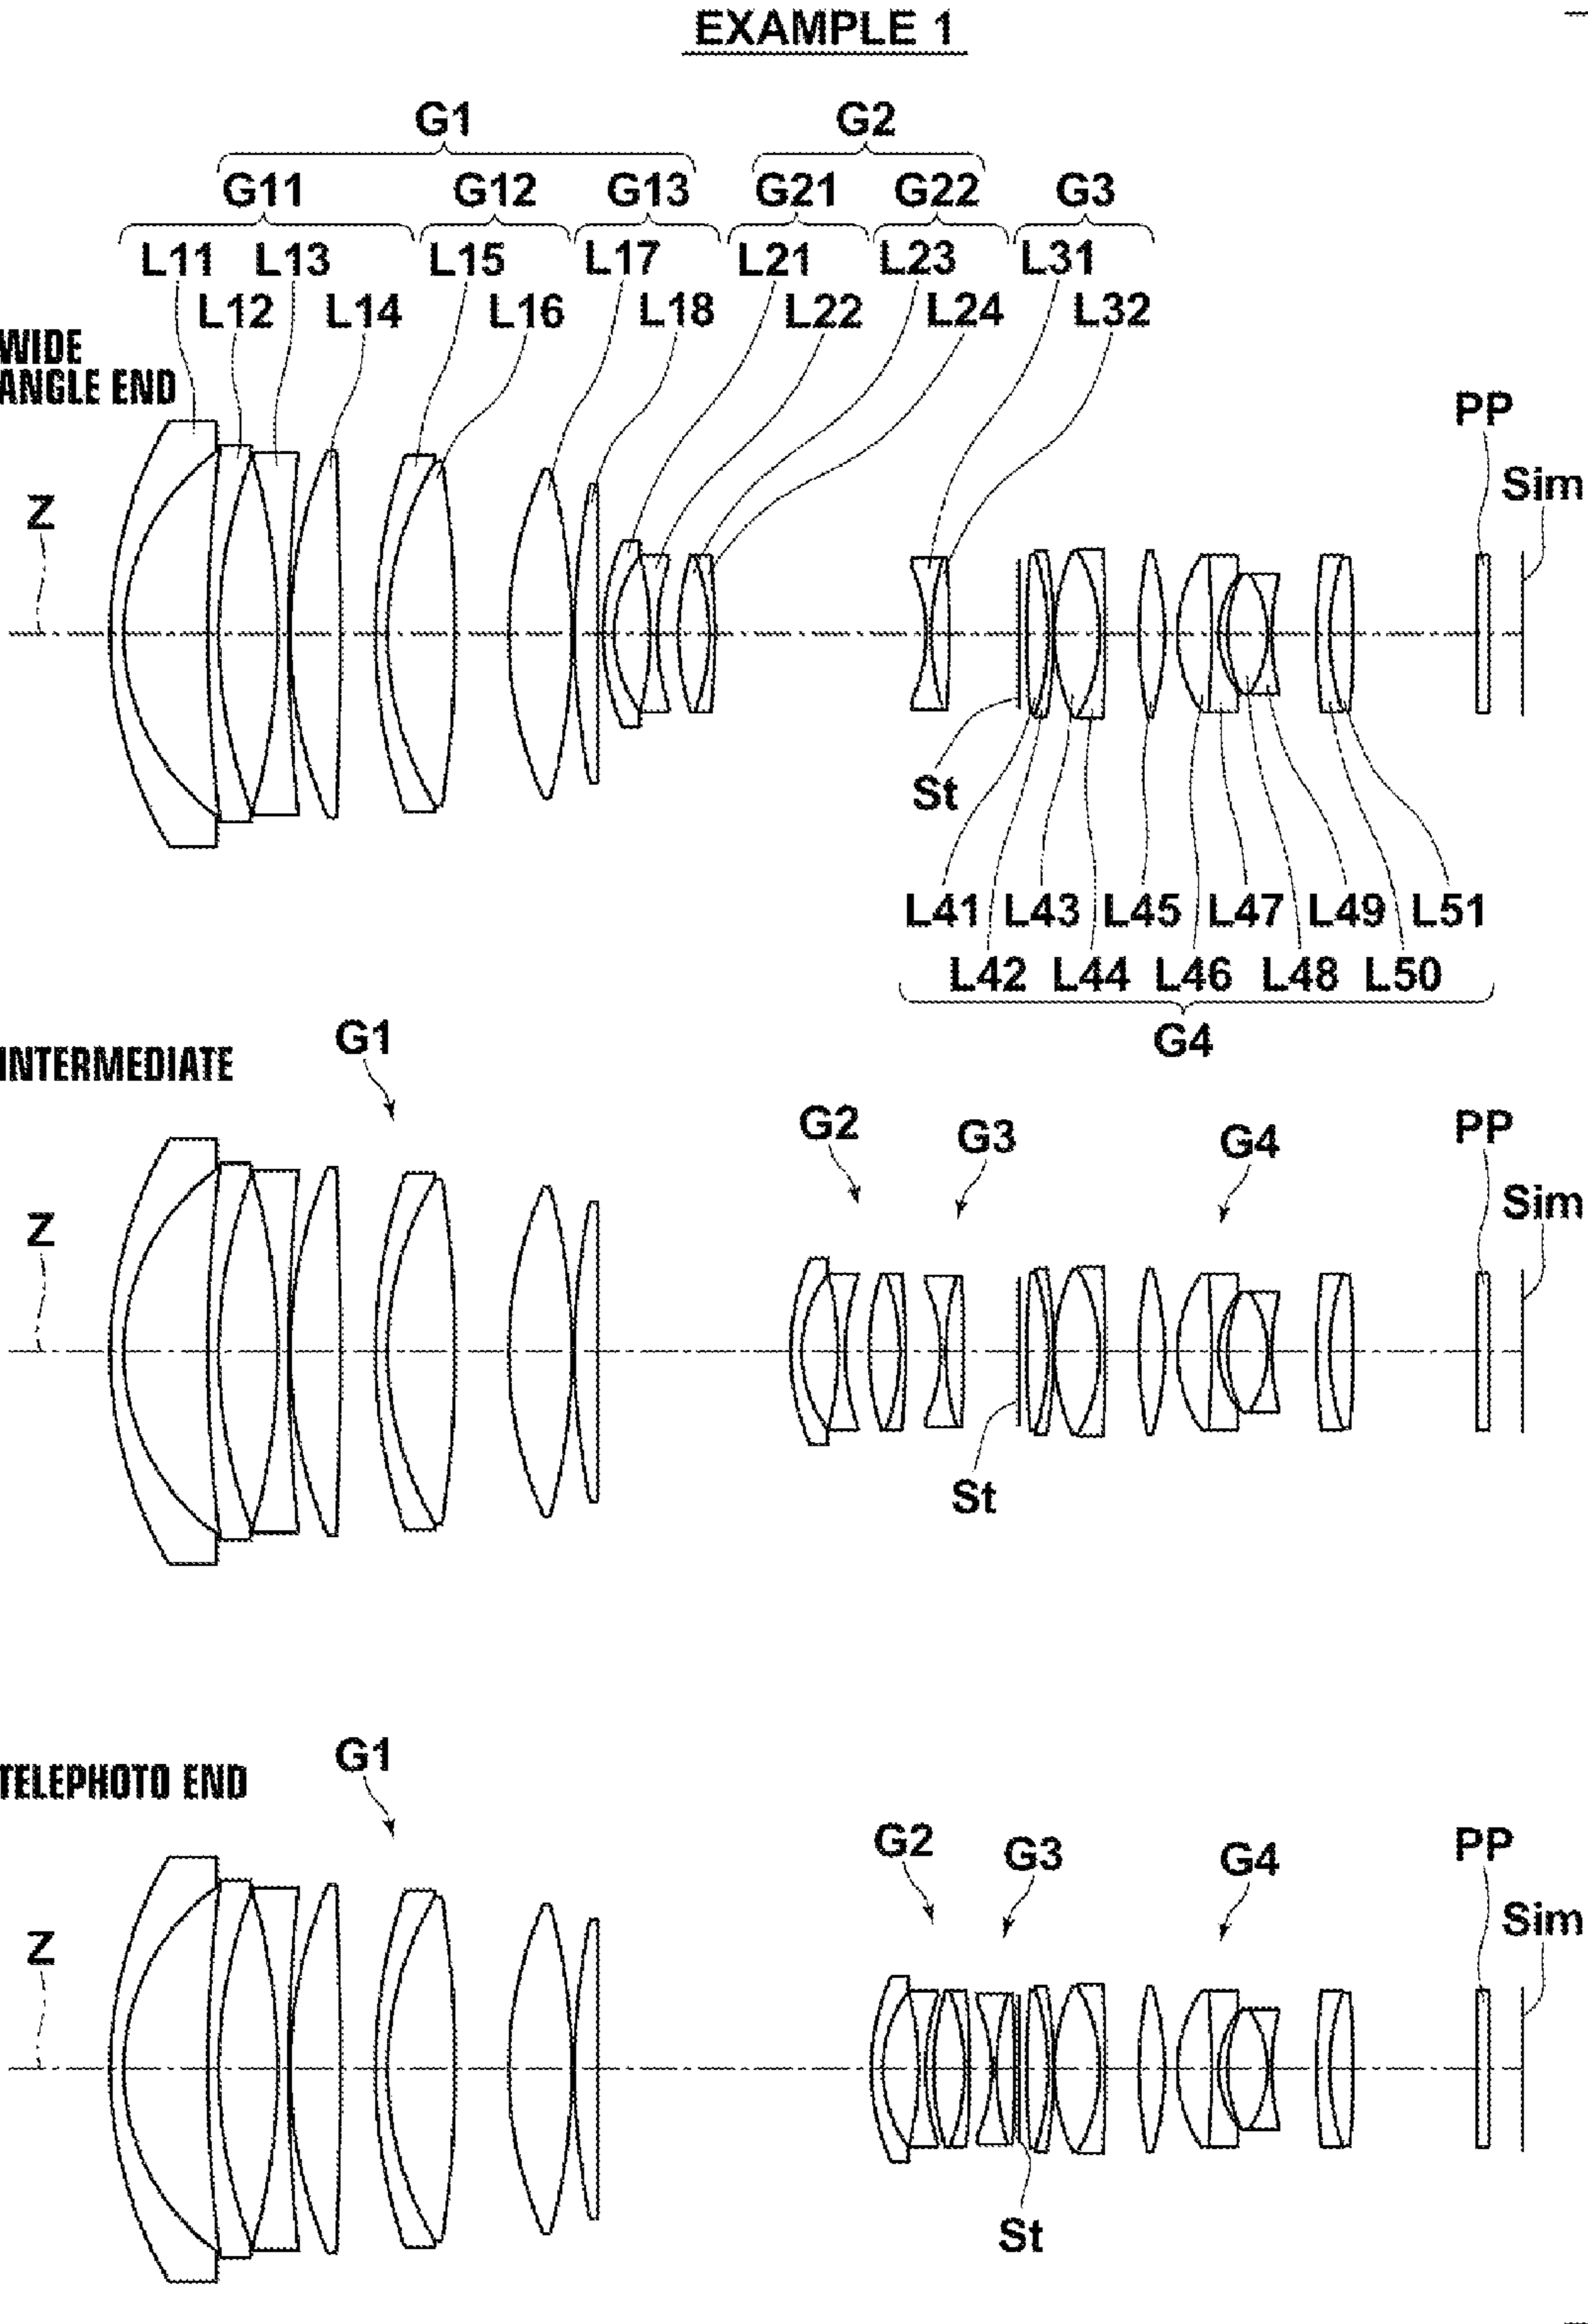 EXAMPLE 1
G1 G2
G11 G12 G13 G21 G22 G3
L11 L13 L15 L17 L21 L23 L31
L12 L14 L16 L18 L22 L24 L32
WIDE
ANGLE END
PP
Sim
Z
St
L41 L43 L45 L47 L49 L51
L42 L44 L46 L48 L50
G4
INTERMEDIATE
G1
G2 G3 G4 PP
Sim
Z
St
TELEPHOTO END
G1
G2 G3 G4 PP
Sim
Z
St